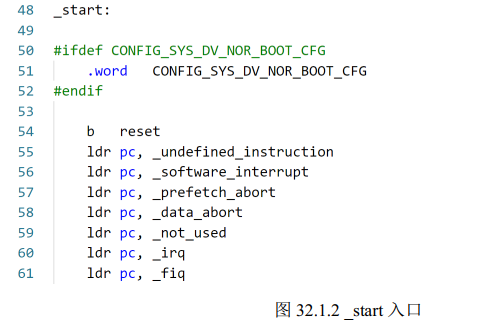 48 _start:
49
50 #ifdef CONFIG_SYS_DV_NOR_BOOT_CFG
51     .word   CONFIG_SYS_DV_NOR_BOOT_CFG
52 #endif
53
54     b   reset
55     ldr pc, _undefined_instruction
56     ldr pc, _software_interrupt
57     ldr pc, _prefetch_abort
58     ldr pc, _data_abort
59     ldr pc, _not_used
60     ldr pc, _irq
61     ldr pc, _fiq
图 32.1.2 _start 入口